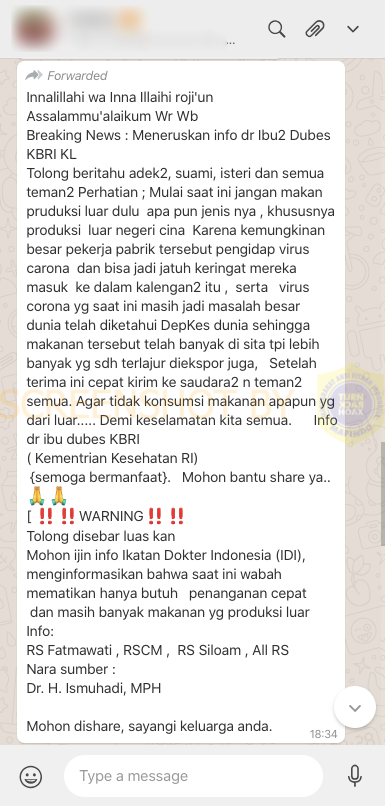 Forwarded
Innalillahi wa Inna Illaihi roji'un
Assalammu'alaikum Wr Wb
Breaking News : Meneruskan info dr Ibu2 Dubes
KBRI KL
Tolong beritahu adek2, suami, isteri dan semua
teman2 Perhatian ; Mulai saat ini jangan makan
pruduksi luar dulu apa pun jenis nya , khususnya
produksi luar negeri cina Karena kemungkinan
besar pekerja pabrik tersebut pengidap virus
carona dan bisa jadi jatuh keringat mereka
masuk ke dalam kalengan2 itu , serta virus
corona yg saat ini masih jadi masalah besar
dunia telah diketahui DepKes dunia sehingga
makanan tersebut telah banyak di sita tpi lebih
banyak yg sdh terlajur diekspor juga, Setelah
terima ini cepat kirim ke saudara2 n teman2
semua. Agar tidak konsumsi makanan apapun yg
dari luar..... Demi keselamatan kita semua. Info
dr ibu dubes KBRI
( Kementrian Kesehatan RI)
{semoga bermanfaat}. Mohon bantu share ya..
🙏 🙏
[ ‼️ ‼️ WARNING ‼️ ‼️
Tolong disebar luas kan
Mohon ijin info Ikatan Dokter Indonesia (IDI),
menginformasikan bahwa saat ini wabah
mematikan hanya butuh penanganan cepat
dan masih banyak makanan yg produksi luar
Info:
RS Fatmawati , RSCM , RS Siloam , All RS
Nara sumber :
Dr. H. Ismuhadi, MPH
Mohon dishare, sayangi keluarga anda.
18:34
Type a message
SCREENSHOT BY
TURN
BACK
HOAX